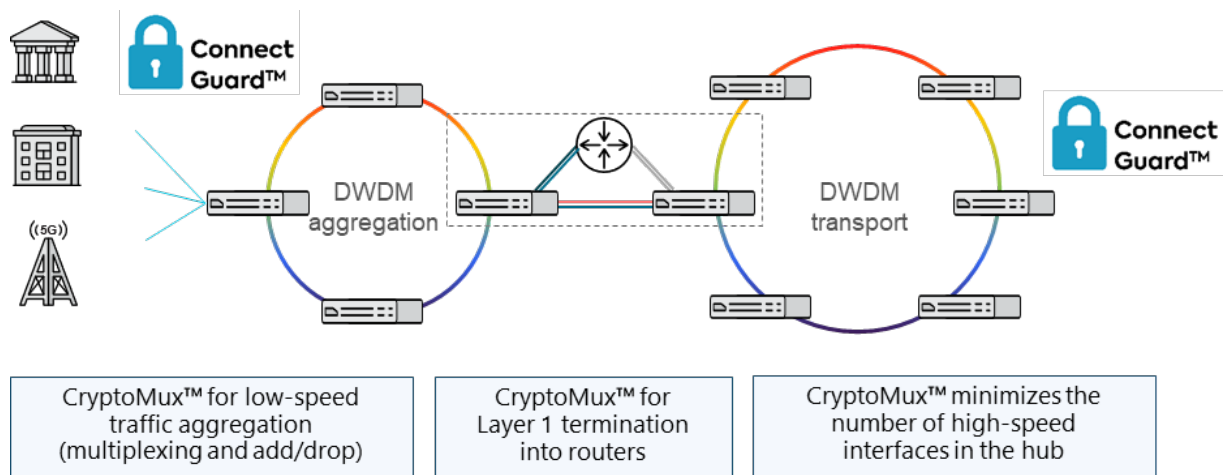 Connect
Guard™
Connect
Guard™
DWDM
aggregation
DWDM
transport
((5G))
CryptoMux™ for low-speed
traffic aggregation
(multiplexing and add/drop)
CryptoMux™ for
Layer 1 termination
into routers
CryptoMux™ minimizes the
number of high-speed
interfaces in the hub